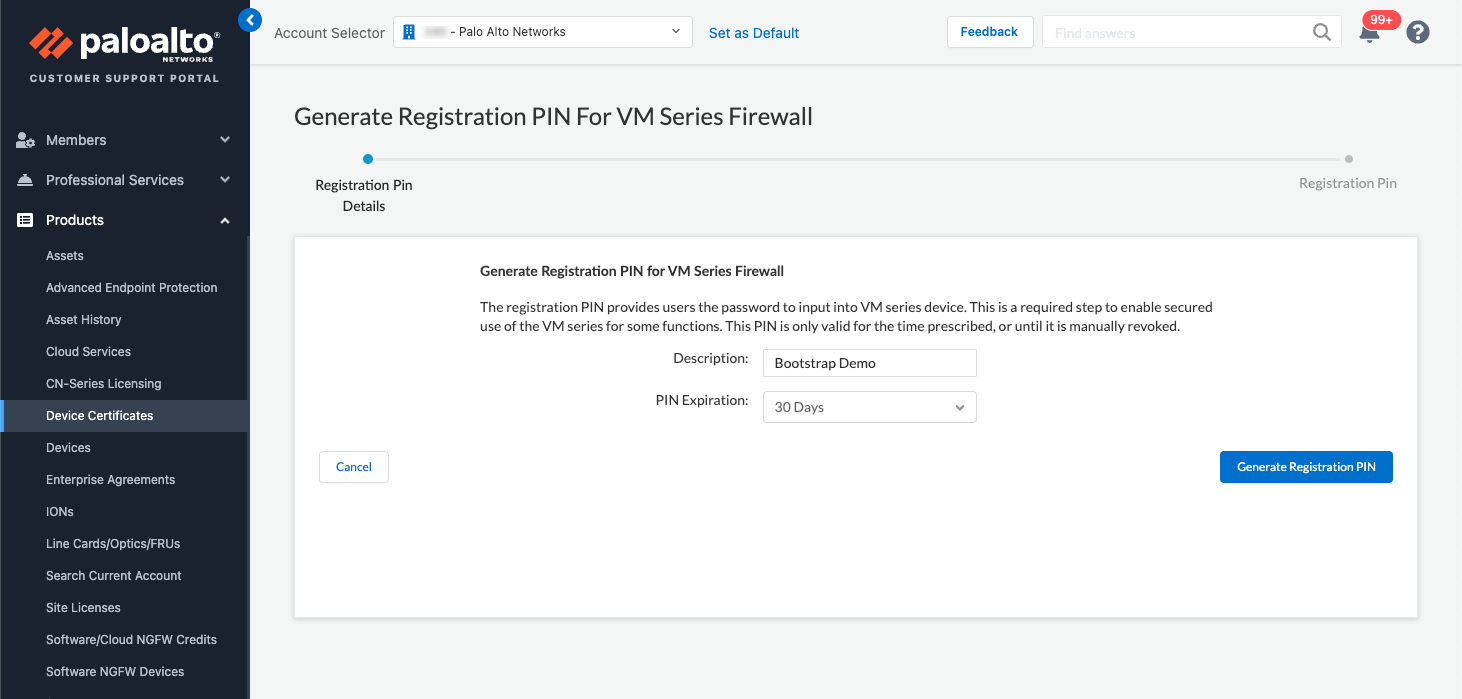 paloalto
NETWORKS
CUSTOMER SUPPORT PORTAL
Members
Professional Services
Products
Assets
Advanced Endpoint Protection
Asset History
Cloud Services
CN-Series Licensing
Device Certificates
Devices
Enterprise Agreements
IONs
Line Cards/Optics/FRUs
Search Current Account
Site Licenses
Software/Cloud NGFW Credits
Software NGFW Devices
Account Selector
- Palo Alto Networks
Set as Default
Feedback
Find answers
99+
Generate Registration PIN For VM Series Firewall
Registration Pin
Details
Registration Pin
Generate Registration PIN for VM Series Firewall
The registration PIN provides users the password to input into VM series device. This is a required step to enable secured
use of the VM series for some functions. This PIN is only valid for the time prescribed, or until it is manually revoked.
Description: Bootstrap Demo
PIN Expiration: 30 Days
Cancel
Generate Registration PIN